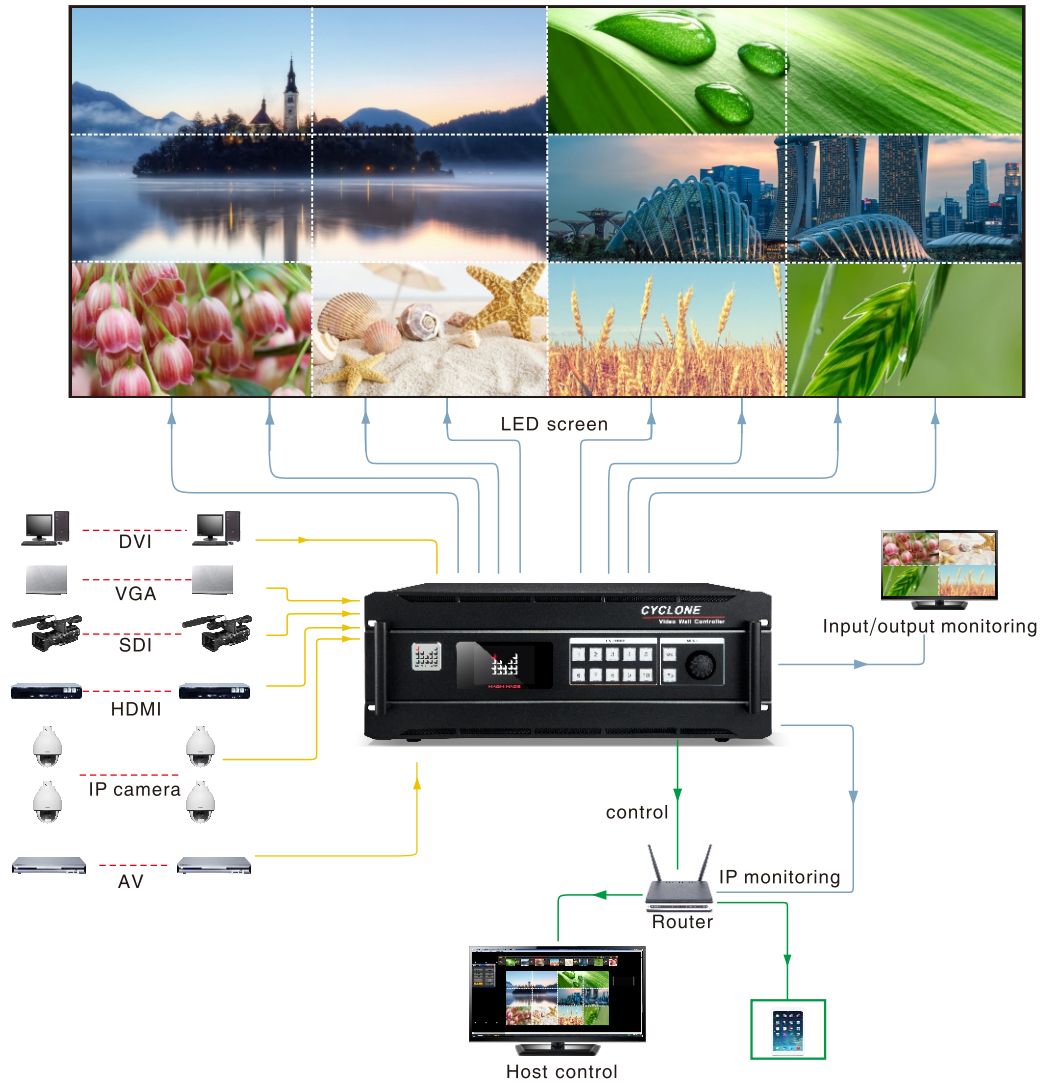 LED screen
DVI
VGA
SDI
HDMI
IP camera
AV
CYCLONE
Video Wall Controller
Input/output monitoring
control
IP monitoring
Router
Host control